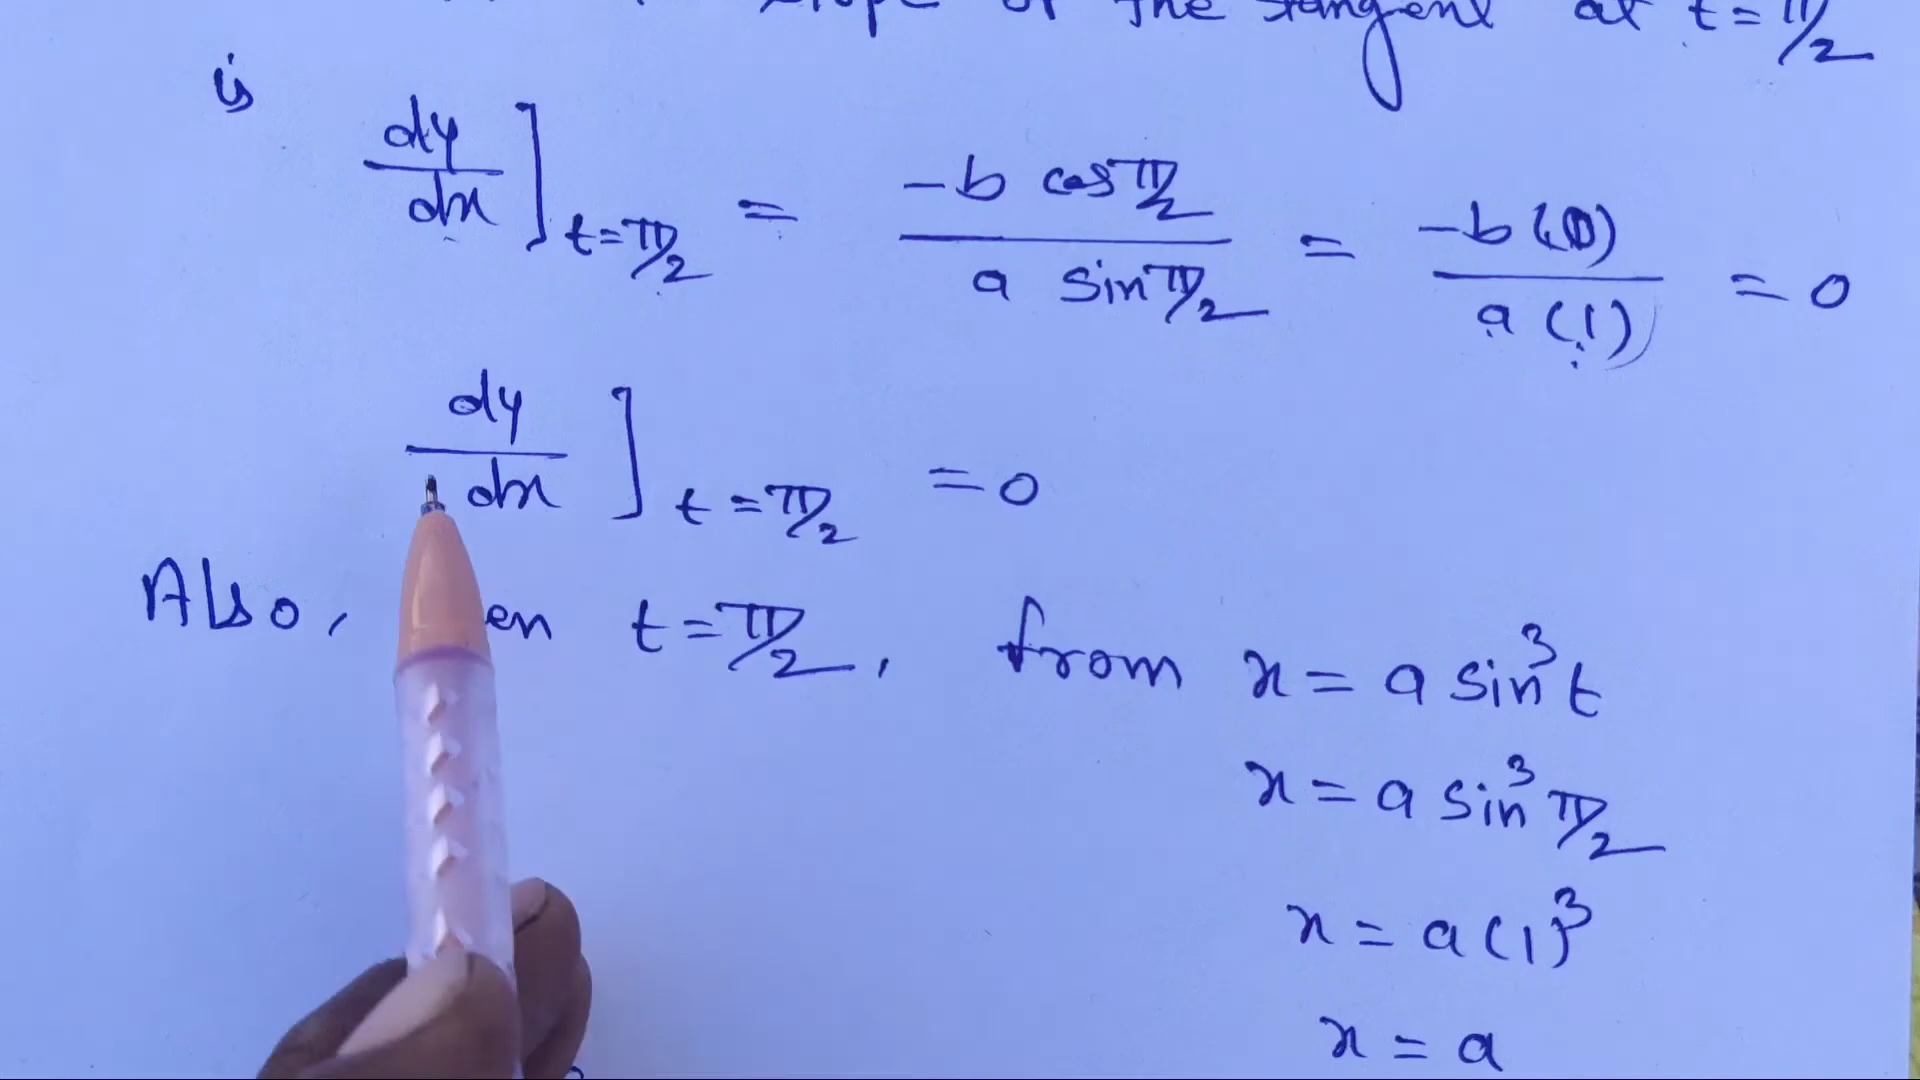 slope of the tangent at t = π/2
is
dy/dx ]t=π/2 = -b cos π/2 / a sin π/2 = -b (0) / a (1) = 0
dy/dx ]t=π/2 = 0
Also, en t = π/2, from x = a sin³t
x = a sin³ π/2
x = a (1)³
x = a